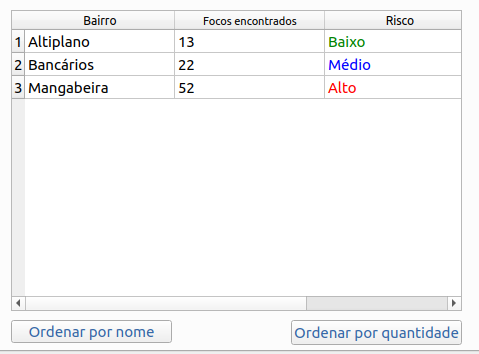 Bairro Focos encontrados Risco
1 Altiplano 13 Baixo
2 Bancários 22 Médio
3 Mangabeira 52 Alto
Ordenar por nome Ordenar por quantidade